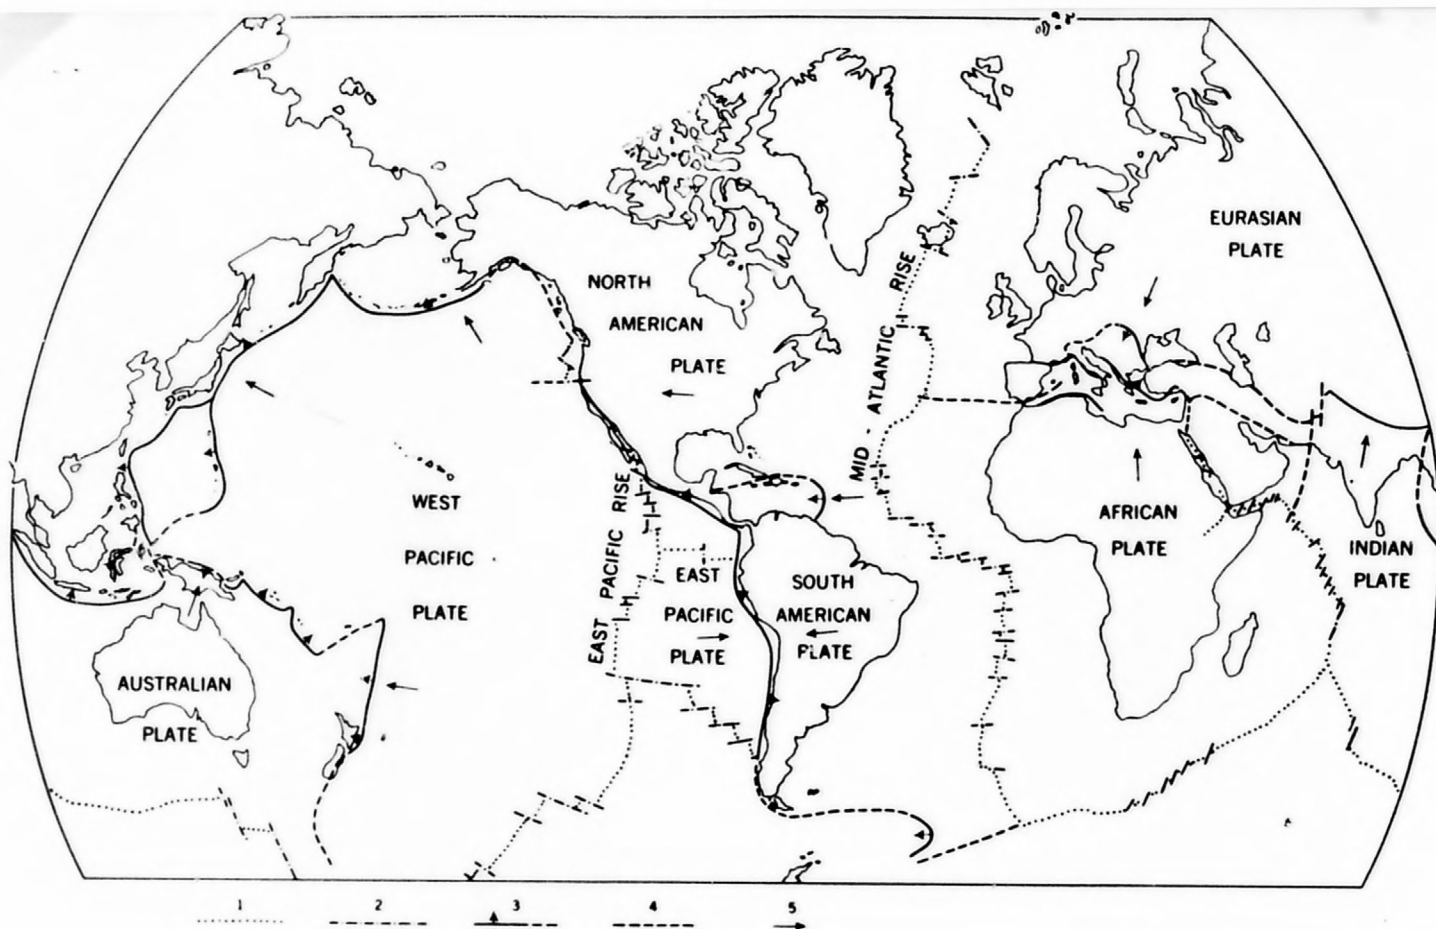 NORTH
AMERICAN
PLATE
EURASIAN
PLATE
MID - ATLANTIC RISE
WEST
PACIFIC
PLATE
EAST PACIFIC RISE
EAST
PACIFIC
PLATE
SOUTH
AMERICAN
PLATE
AFRICAN
PLATE
INDIAN
PLATE
AUSTRALIAN
PLATE
1 2 3 4 5